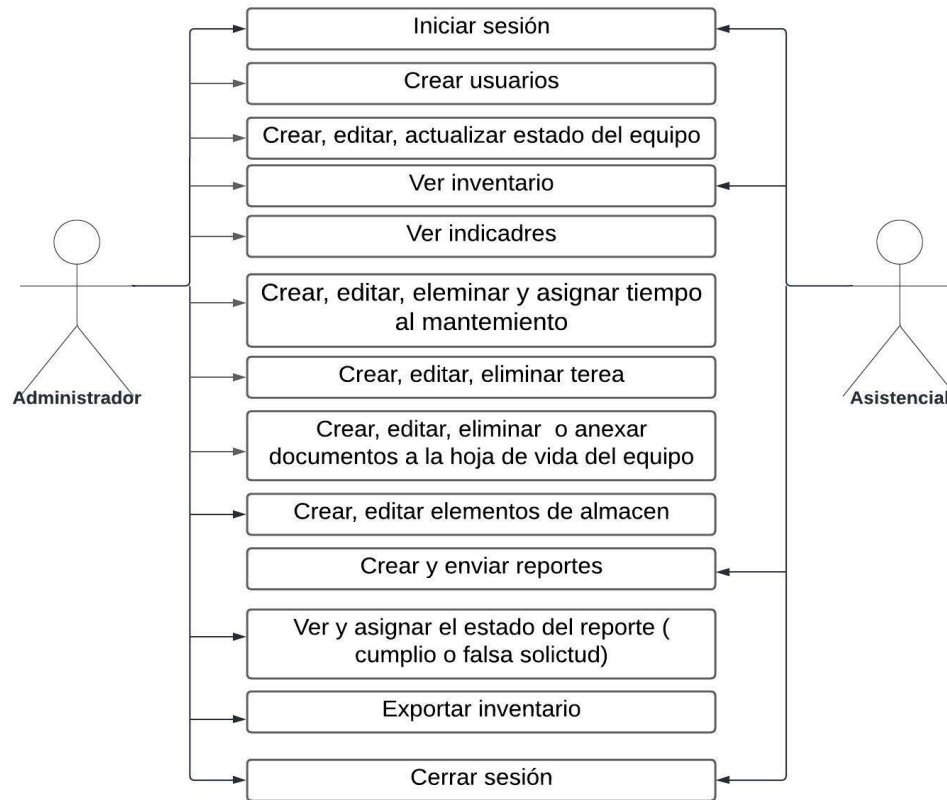 Iniciar sesión
Crear usuarios
Crear, editar, actualizar estado del equipo
Ver inventario
Ver indicadres
Crear, editar, eleminar y asignar tiempo
al mantemiento
Crear, editar, eliminar terea
Administrador
Asistencial
Crear, editar, eliminar o anexar
documentos a la hoja de vida del equipo
Crear, editar elementos de almacen
Crear y enviar reportes
Ver y asignar el estado del reporte (
cumplio o falsa solictud)
Exportar inventario
Cerrar sesión